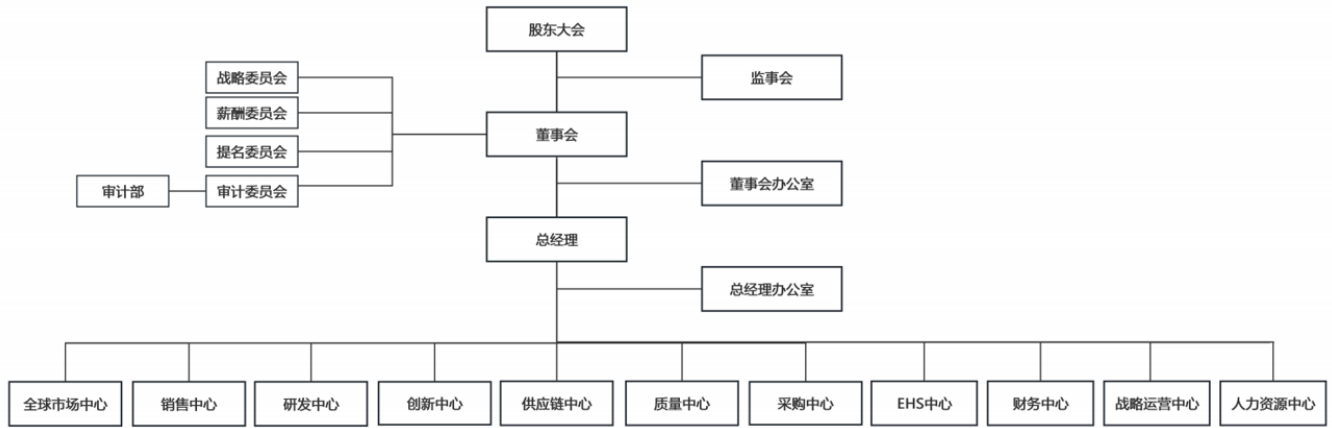 股东大会
监事会
战略委员会
薪酬委员会
董事会
提名委员会
审计部
审计委员会
董事会办公室
总经理
总经理办公室
全球市场中心
销售中心
研发中心
创新中心
供应链中心
质量中心
采购中心
EHS中心
财务中心
战略运营中心
人力资源中心